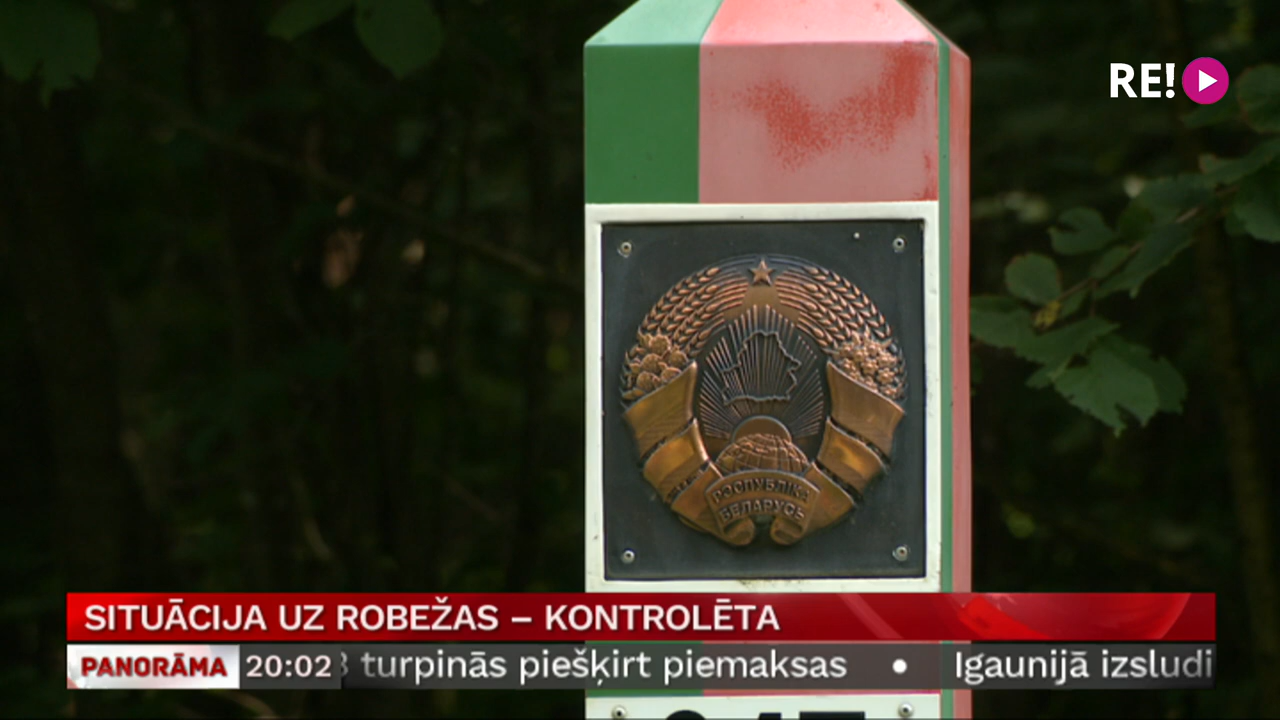 RE!
РЭСПУБЛІКА
БЕЛАРУСЬ
SITUĀCIJA UZ ROBEŽAS – KONTROLĒTA
PANORĀMA 20:02 turpinās piešķirt piemaksas • Igaunijā izsludi